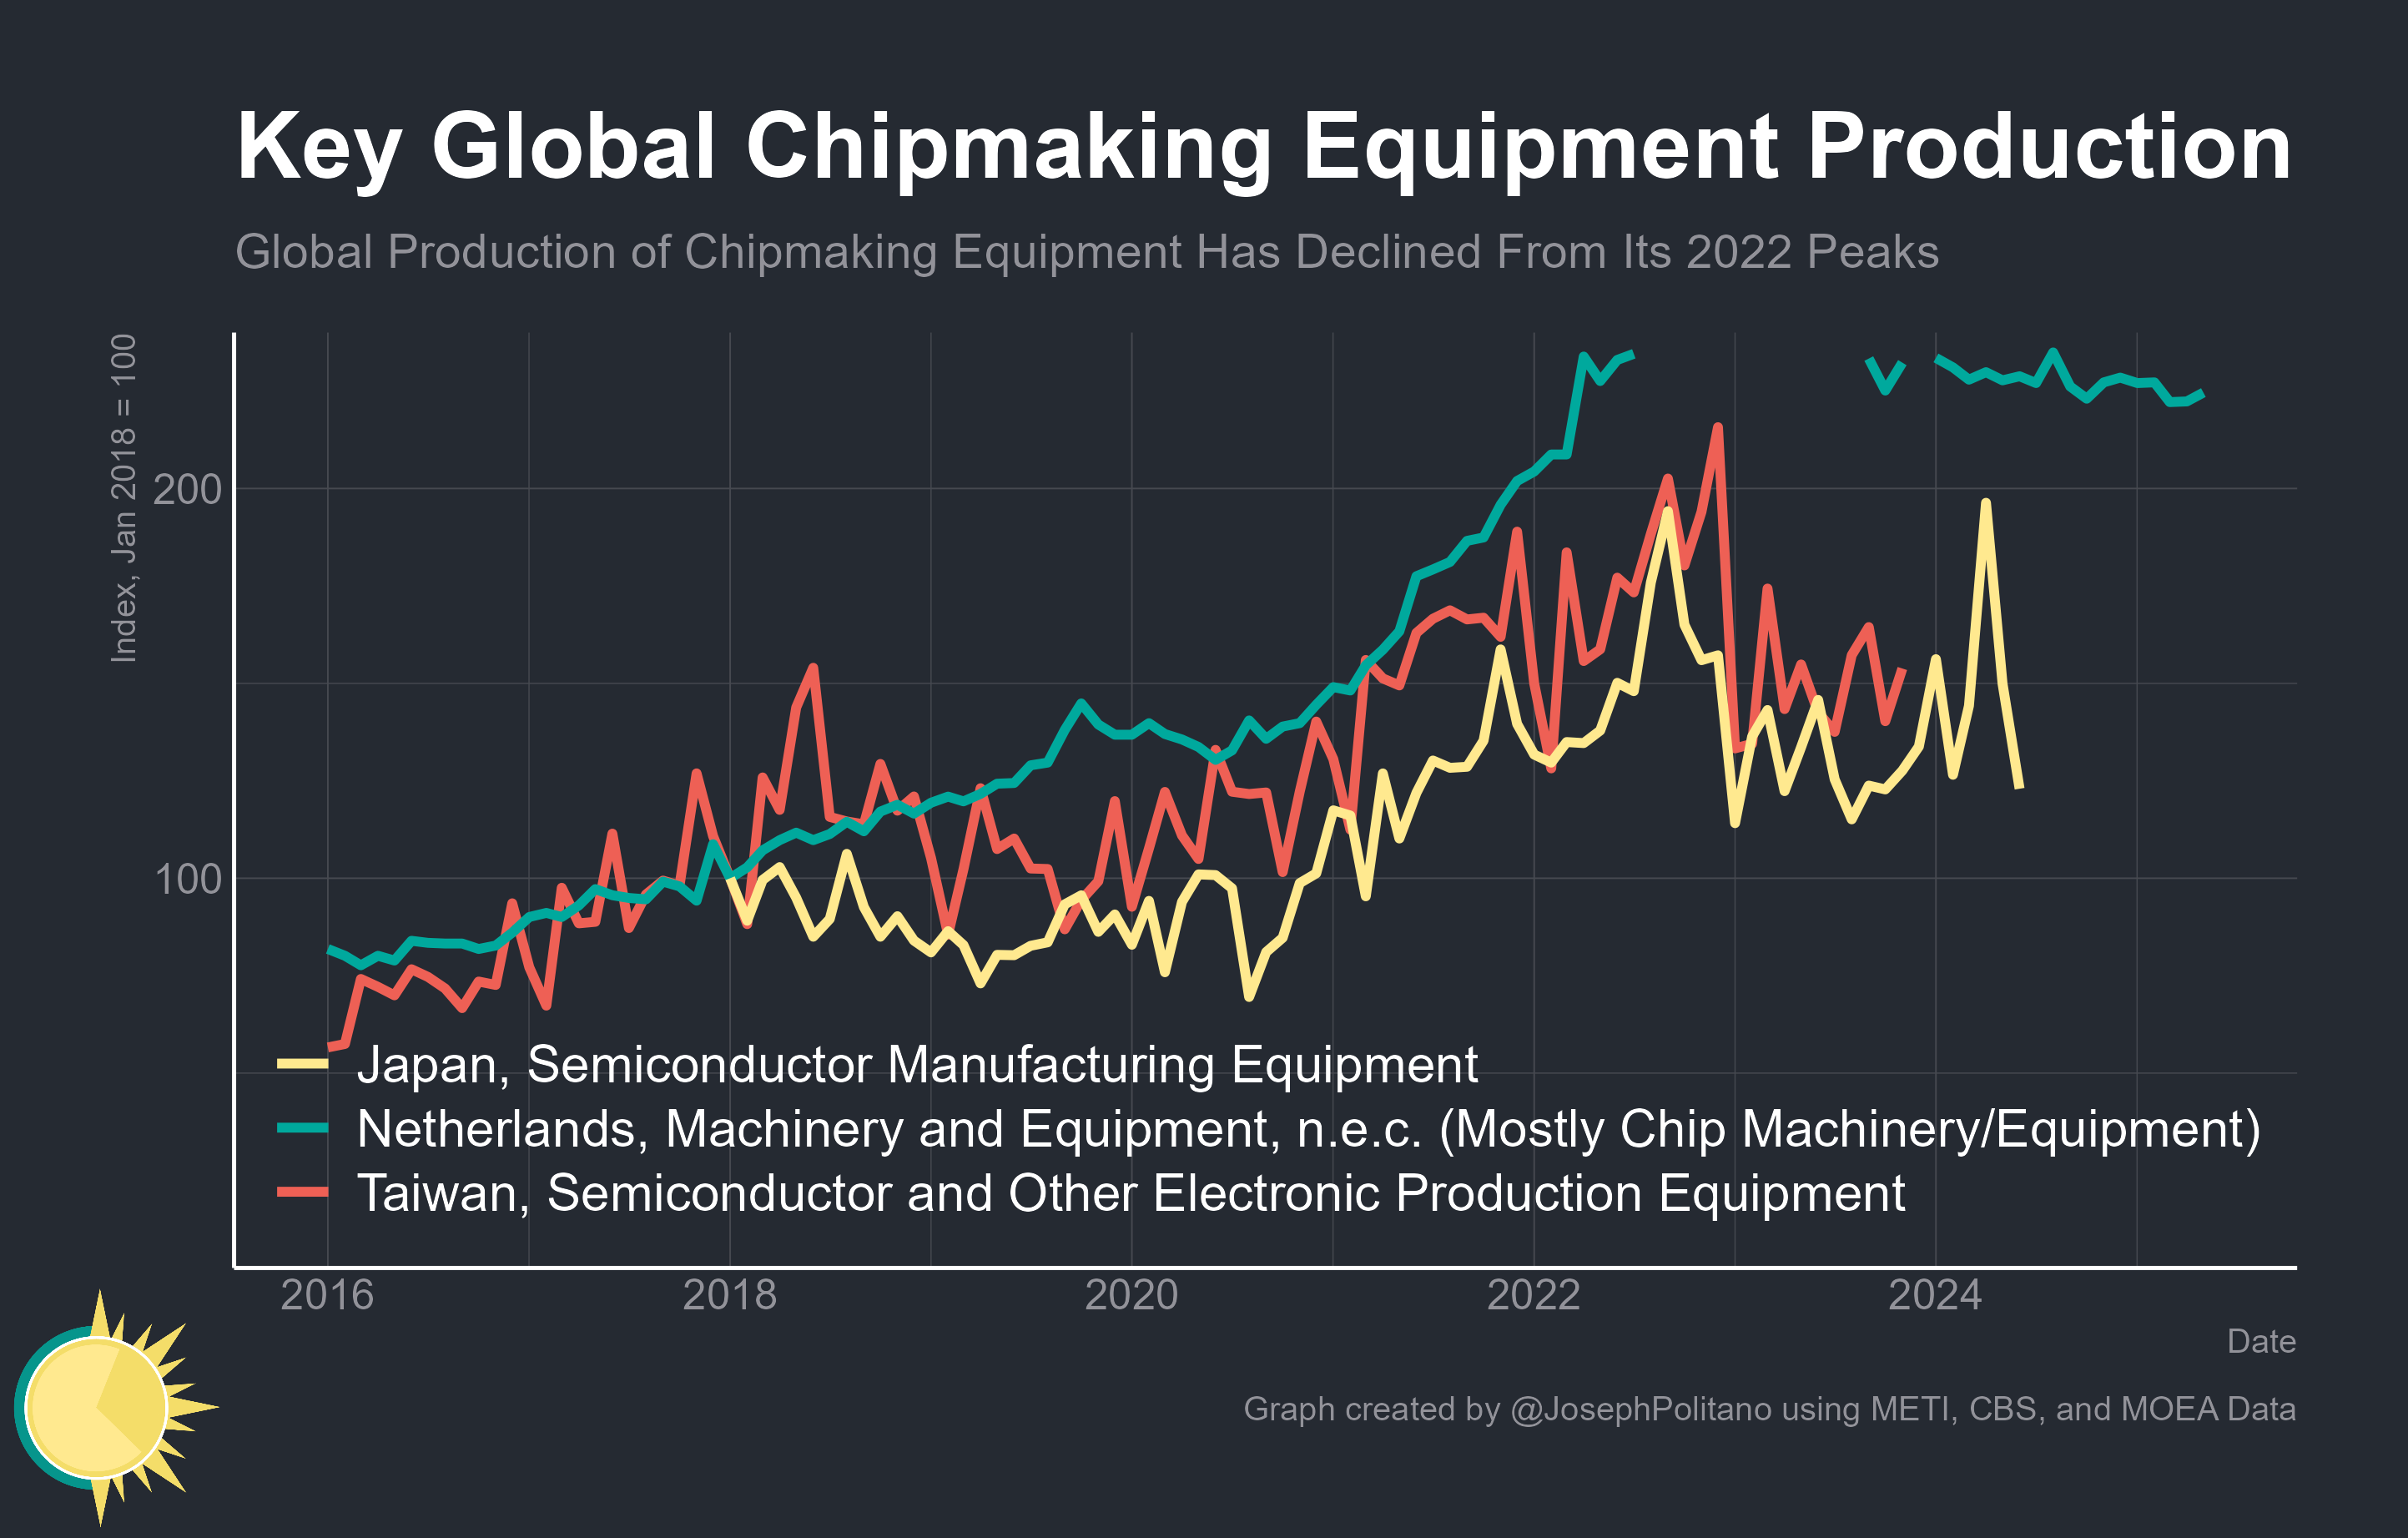 Key Global Chipmaking Equipment Production
Global Production of Chipmaking Equipment Has Declined From Its 2022 Peaks
Index, Jan 2018 = 100
200
100
Japan, Semiconductor Manufacturing Equipment
Netherlands, Machinery and Equipment, n.e.c. (Mostly Chip Machinery/Equipment)
Taiwan, Semiconductor and Other Electronic Production Equipment
2016 2018 2020 2022 2024
Date
Graph created by @JosephPolitano using METI, CBS, and MOEA Data